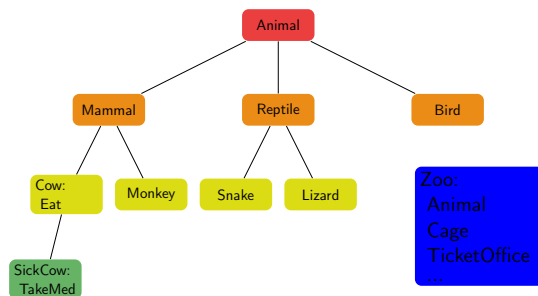 Animal
Mammal
Reptile
Bird
Cow:
Eat
Monkey
Snake
Lizard
Zoo:
Animal
Cage
TicketOffice
...
SickCow:
TakeMed